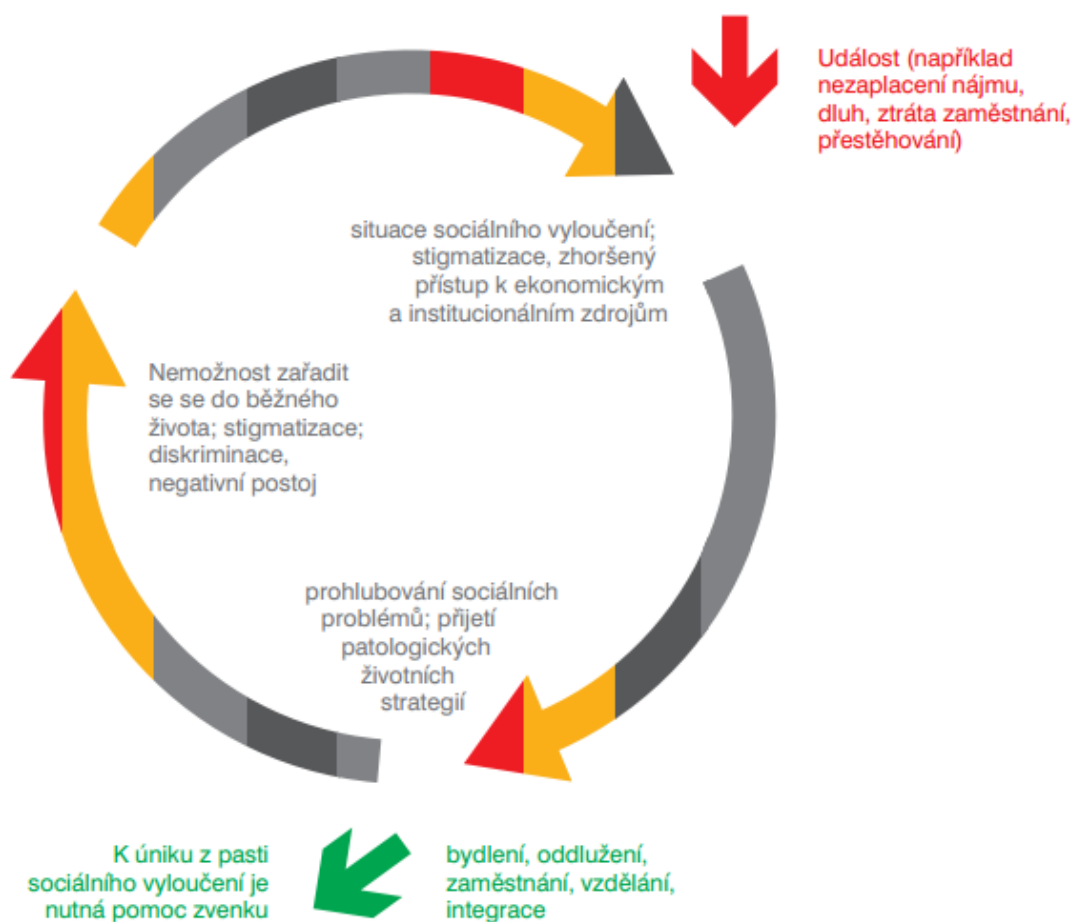 Událost (například
nezaplacení nájmu,
dluh, ztráta zaměstnání,
přestěhování)
situace sociálního vyloučení;
stigmatizace, zhoršený
přístup k ekonomickým
a institucionálním zdrojům
Nemožnost zařadit
se se do běžného
života; stigmatizace;
diskriminace,
negativní postoj
prohlubování sociálních
problémů; přijetí
patologických
životních
strategií
K úniku z pasti
sociálního vyloučení je
nutná pomoc zvenku
bydlení, oddlužení,
zaměstnání, vzdělání,
integrace